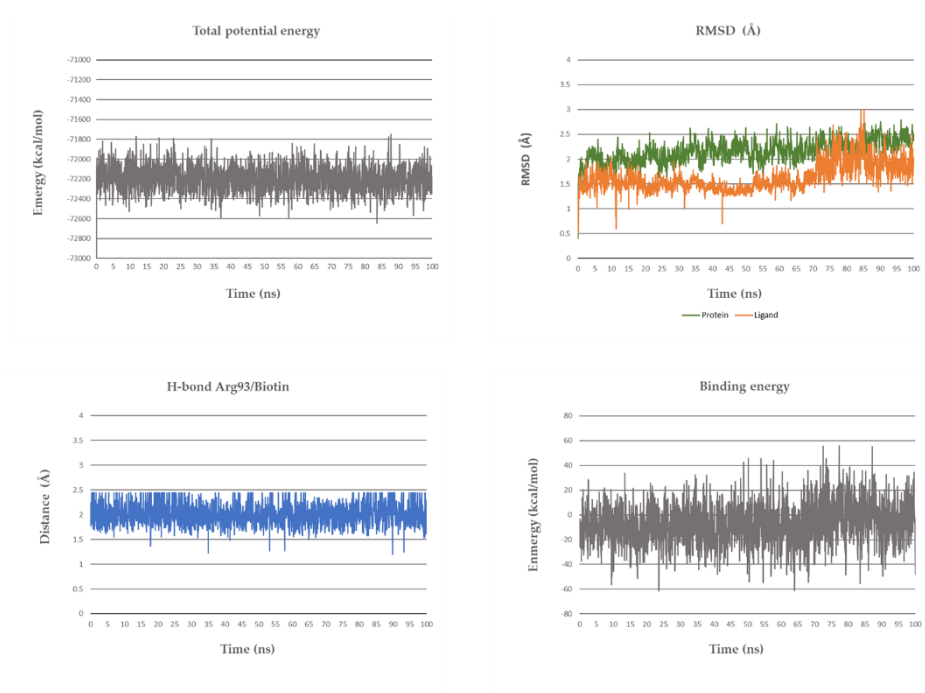 Total potential energy
Emergy (kcal/mol)
-71000
-71200
-71400
-71600
-71800
-72000
-72200
-72400
-72600
-72800
-73000
0 5 10 15 20 25 30 35 40 45 50 55 60 65 70 75 80 85 90 95 100
Time (ns)
RMSD (Å)
RMSD (Å)
4
3.5
3
2.5
2
1.5
1
0.5
0
0 5 10 15 20 25 30 35 40 45 50 55 60 65 70 75 80 85 90 95 100
Time (ns)
Protein Ligand
H-bond Arg93/Biotin
Distance (Å)
4
3.5
3
2.5
2
1.5
1
0.5
0
0 5 10 15 20 25 30 35 40 45 50 55 60 65 70 75 80 85 90 95 100
Time (ns)
Binding energy
Enmergy (kcal/mol)
80
60
40
20
0
-20
-40
-60
-80
0 5 10 15 20 25 30 35 40 45 50 55 60 65 70 75 80 85 90 95 100
Time (ns)